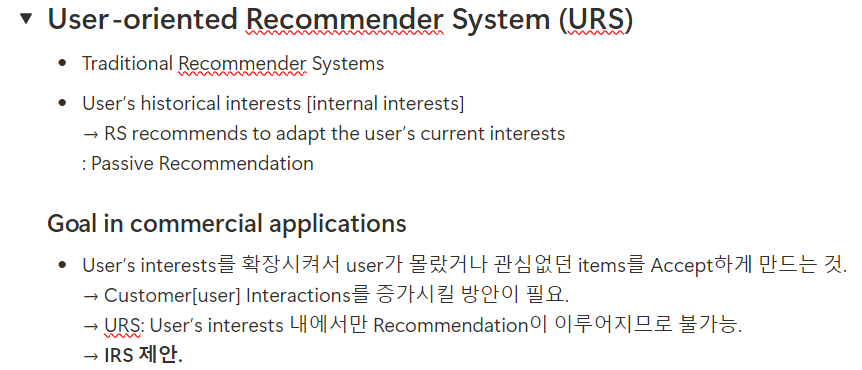 ▼ User-oriented Recommender System (URS)
• Traditional Recommender Systems
• User's historical interests [internal interests]
→ RS recommends to adapt the user's current interests
: Passive Recommendation
Goal in commercial applications
• User's interests를 확장시켜서 user가 몰랐거나 관심없던 items를 Accept하게 만드는 것.
→ Customer[user] Interactions를 증가시킬 방안이 필요.
→ URS: User's interests 내에서만 Recommendation이 이루어지므로 불가능.
→ IRS 제안.